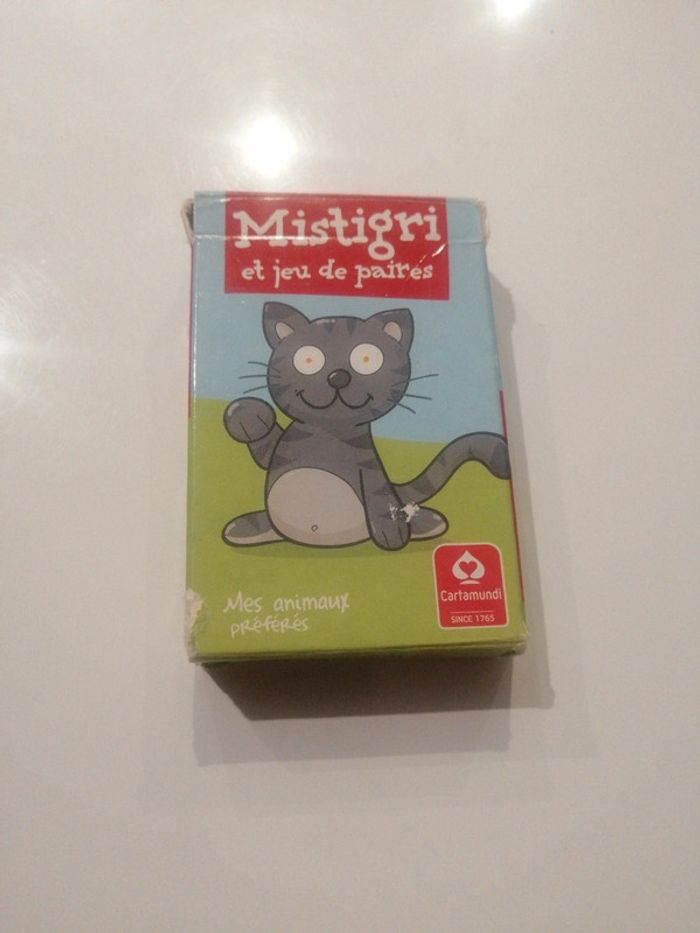 Mistigri
et jeu de paires
Mes animaux
préférés
Cartamundi
SINCE 1765